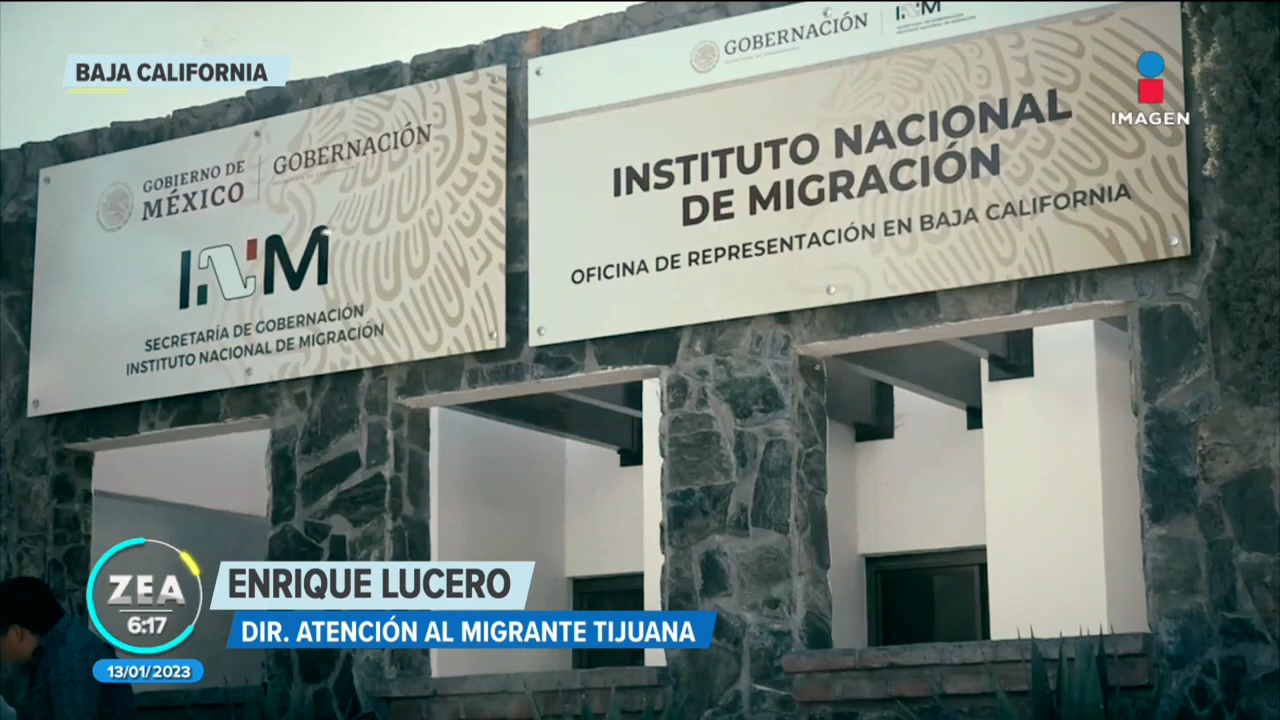 BAJA CALIFORNIA
IMAGEN
GOBIERNO DE
MÉXICO
GOBERNACIÓN
INM
SECRETARÍA DE GOBERNACIÓN
INSTITUTO NACIONAL DE MIGRACIÓN
GOBERNACIÓN
INM
INSTITUTO NACIONAL
DE MIGRACIÓN
OFICINA DE REPRESENTACIÓN EN BAJA CALIFORNIA
ZEA
6:17
13/01/2023
ENRIQUE LUCERO
DIR. ATENCIÓN AL MIGRANTE TIJUANA